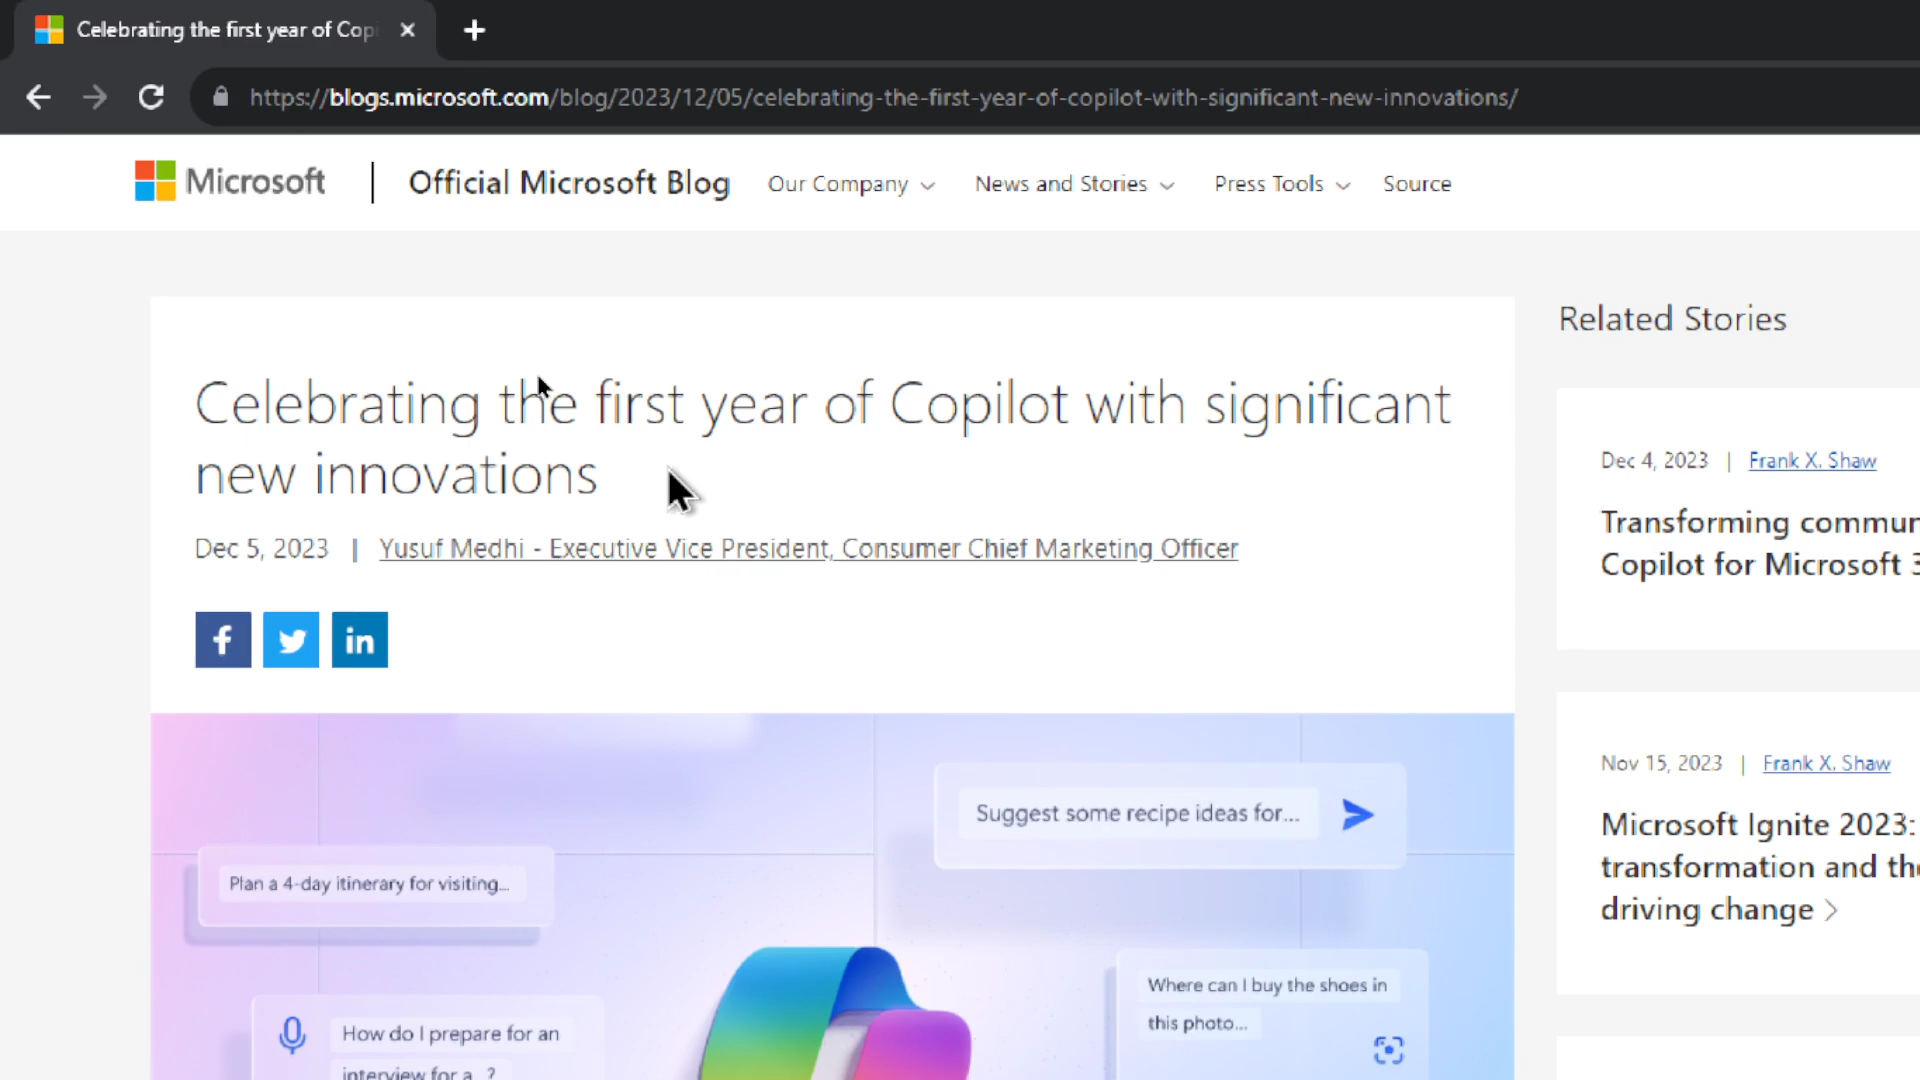 Celebrating the first year of Cop
https://blogs.microsoft.com/blog/2023/12/05/celebrating-the-first-year-of-copilot-with-significant-new-innovations/
Microsoft | Official Microsoft Blog Our Company News and Stories Press Tools Source
Celebrating the first year of Copilot with significant
new innovations
Dec 5, 2023 | Yusuf Medhi - Executive Vice President, Consumer Chief Marketing Officer
Suggest some recipe ideas for...
Plan a 4-day itinerary for visiting...
Where can I buy the shoes in
this photo...
How do I prepare for an
interview for a...?
Related Stories
Dec 4, 2023 | Frank X. Shaw
Transforming commun
Copilot for Microsoft 3
Nov 15, 2023 | Frank X. Shaw
Microsoft Ignite 2023:
transformation and the
driving change >